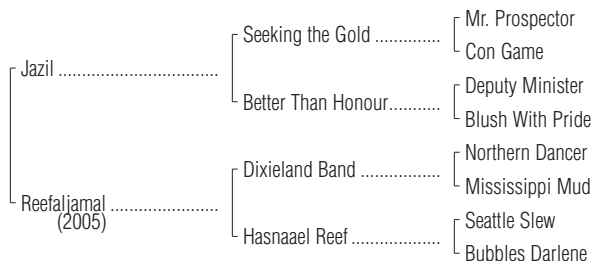 Mr. Prospector
Seeking the Gold ..............
Con Game
Jazil ..................................
Deputy Minister
Better Than Honour...........
Blush With Pride
Northern Dancer
Dixieland Band .................
Mississippi Mud
Reefaljamal .......................
(2005)
Seattle Slew
Hasnaael Reef ...................
Bubbles Darlene